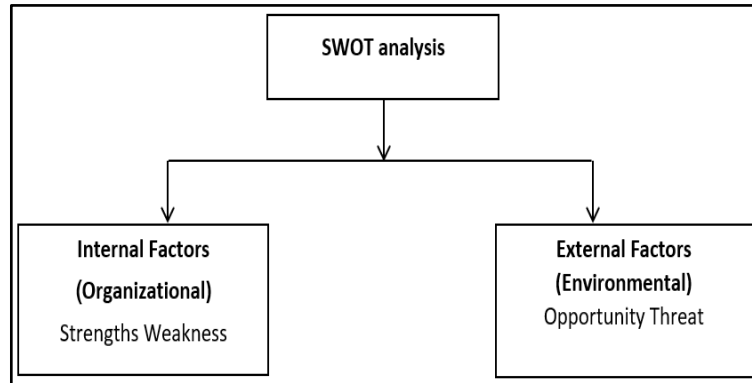 SWOT analysis
Internal Factors
(Organizational)
Strengths Weakness
External Factors
(Environmental)
Opportunity Threat